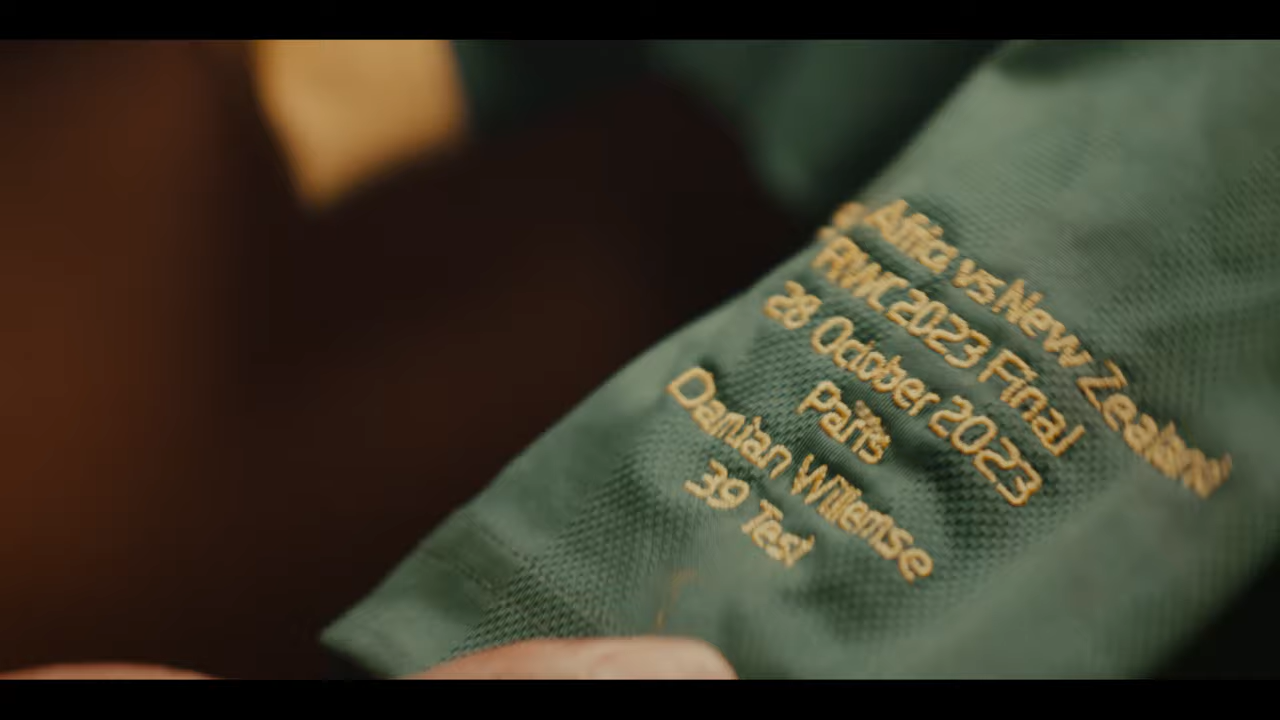 Africa vs New Zealand
RWC 2023 Final
28 October 2023
Paris
Damian Willemse
39 Test